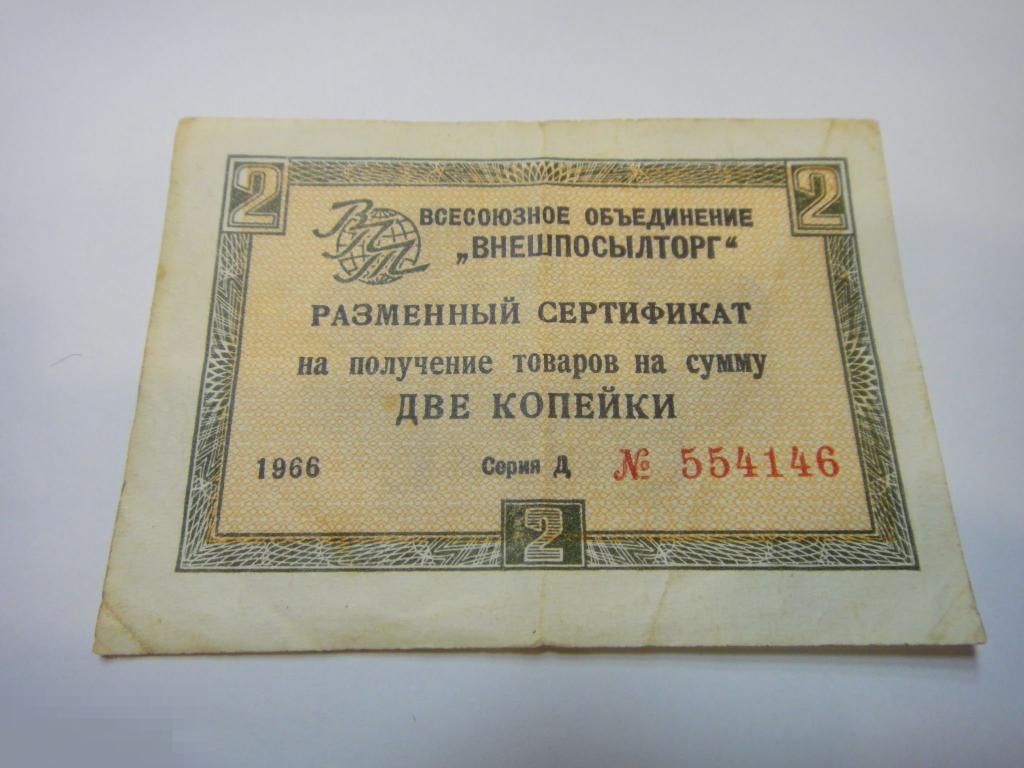 2 2
ВПТ ВСЕСОЮЗНОЕ ОБЪЕДИНЕНИЕ
„ВНЕШПОСЫЛТОРГ“
РАЗМЕННЫЙ СЕРТИФИКАТ
на получение товаров на сумму
ДВЕ КОПЕЙКИ
1966 Серия Д № 554146
2